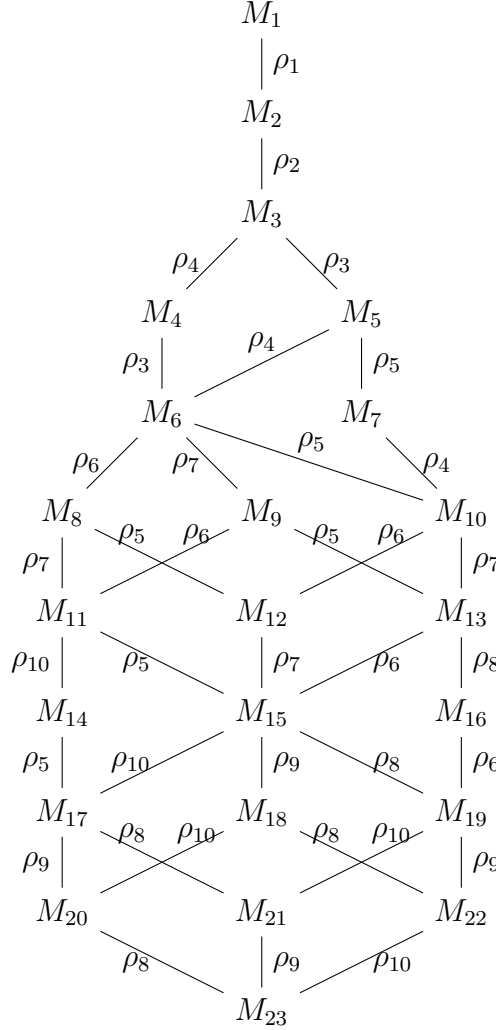 M₁
ρ₁
M₂
ρ₂
M₃
ρ₄ ρ₃
M₄ M₅
ρ₃ ρ₄ ρ₅
M₆ M₇
ρ₆ ρ₇ ρ₅ ρ₄
M₈ M₉ M₁₀
ρ₇ ρ₅ ρ₆ ρ₅ ρ₆ ρ₇
M₁₁ M₁₂ M₁₃
ρ₁₀ ρ₅ ρ₇ ρ₆ ρ₈
M₁₄ M₁₅ M₁₆
ρ₅ ρ₁₀ ρ₉ ρ₈ ρ₆
M₁₇ M₁₈ M₁₉
ρ₉ ρ₈ ρ₁₀ ρ₈ ρ₁₀ ρ₉
M₂₀ M₂₁ M₂₂
ρ₈ ρ₉ ρ₁₀
M₂₃